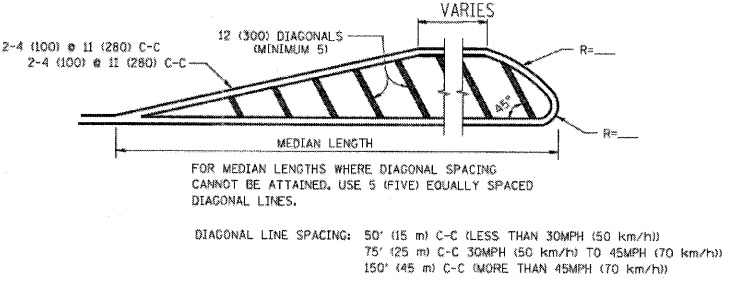 VARIES
12 (300) DIAGONALS
(MINIMUM 5)
2-4 (100) @ 11 (280) C-C
2-4 (100) @ 11 (280) C-C
R=___
45°
R=___
MEDIAN LENGTH
FOR MEDIAN LENGTHS WHERE DIAGONAL SPACING
CANNOT BE ATTAINED, USE 5 (FIVE) EQUALLY SPACED
DIAGONAL LINES.
DIAGONAL LINE SPACING: 50' (15 m) C-C (LESS THAN 30MPH (50 km/h))
75' (25 m) C-C 30MPH (50 km/h) TO 45MPH (70 km/h))
150' (45 m) C-C (MORE THAN 45MPH (70 km/h))